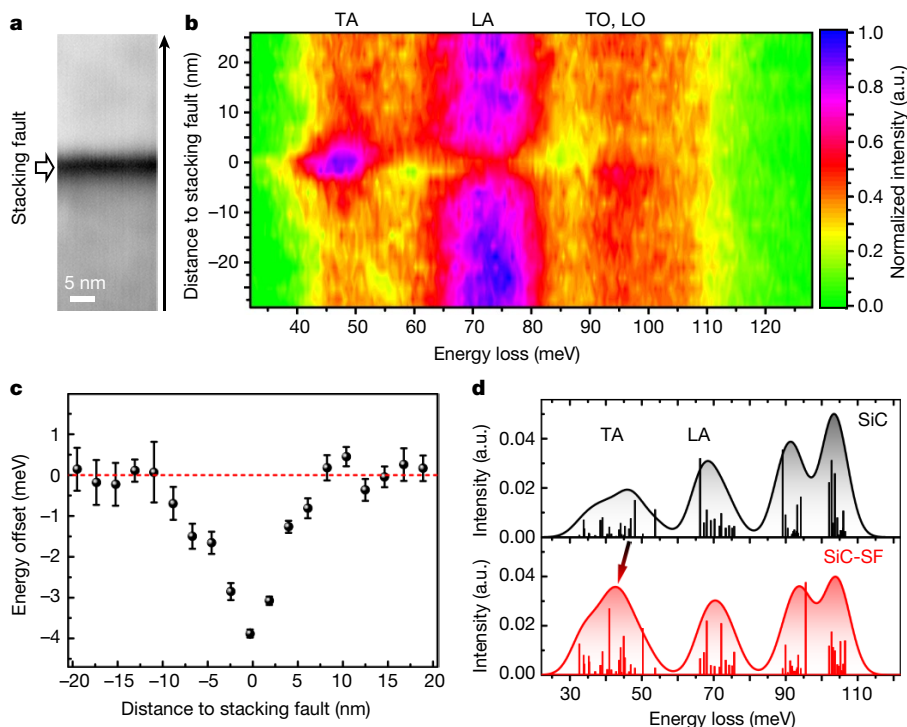 a
Stacking fault
5 nm
b
TA LA TO, LO
Distance to stacking fault (nm)
20
10
0
−10
−20
40 50 60 70 80 90 100 110 120
Energy loss (meV)
1.0
0.8
0.6
0.4
0.2
0.0
Normalized intensity (a.u.)
c
Energy offset (meV)
1
0
−1
−2
−3
−4
−20 −15 −10 −5 0 5 10 15 20
Distance to stacking fault (nm)
d
Intensity (a.u.)
0.04
0.02
0.00
TA LA
SiC
Intensity (a.u.)
0.04
0.02
0.00
SiC-SF
30 50 70 90 110
Energy loss (meV)